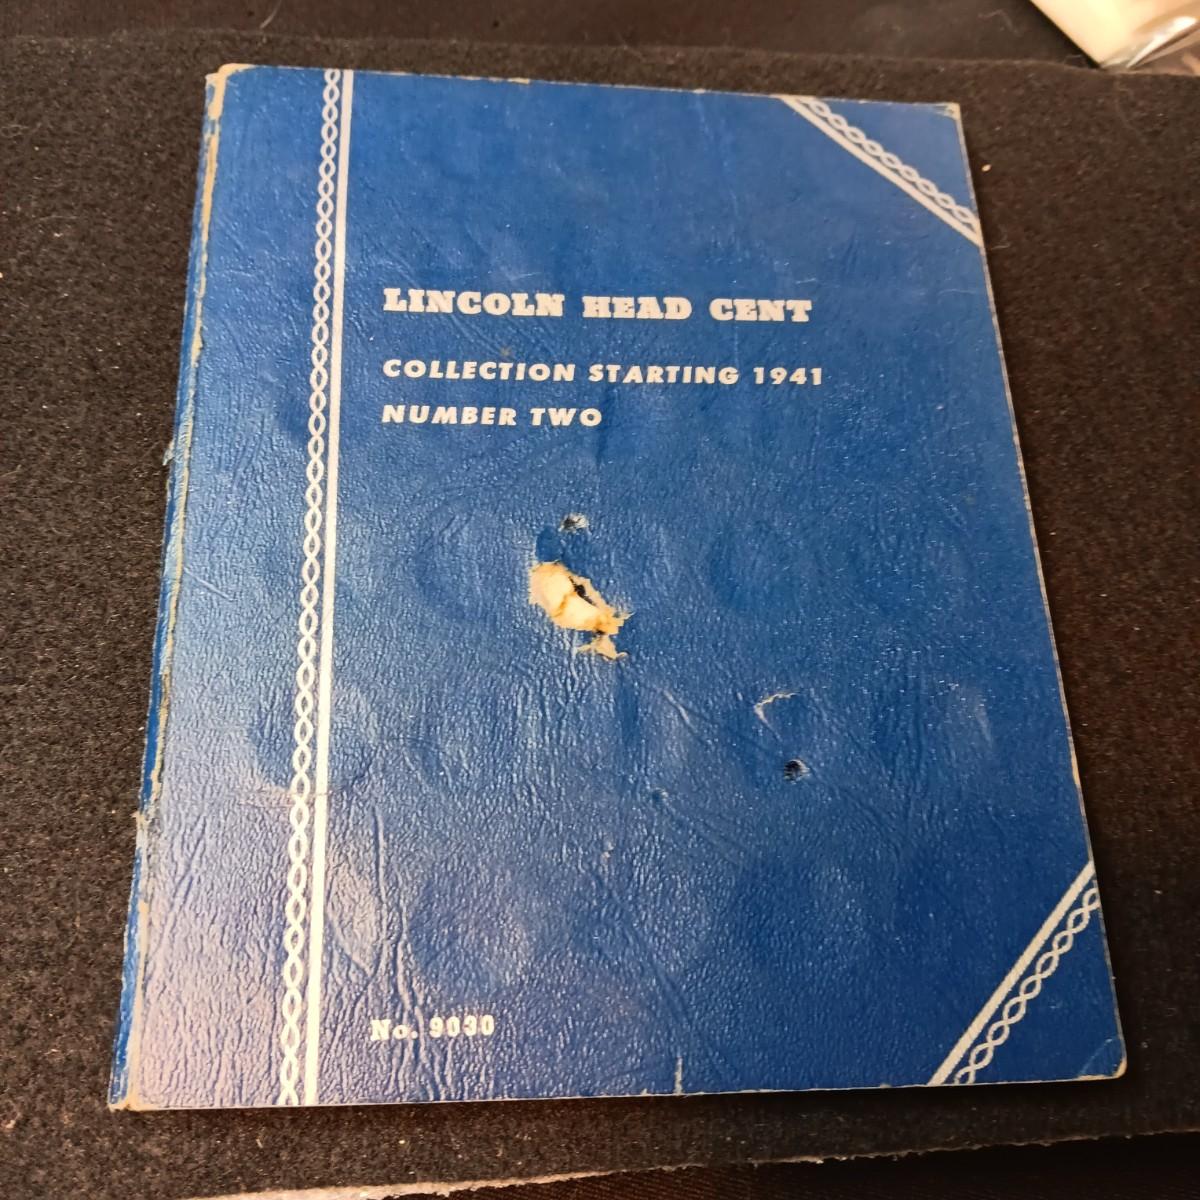 LINCOLN HEAD CENT
COLLECTION STARTING 1941
NUMBER TWO
No. 9030